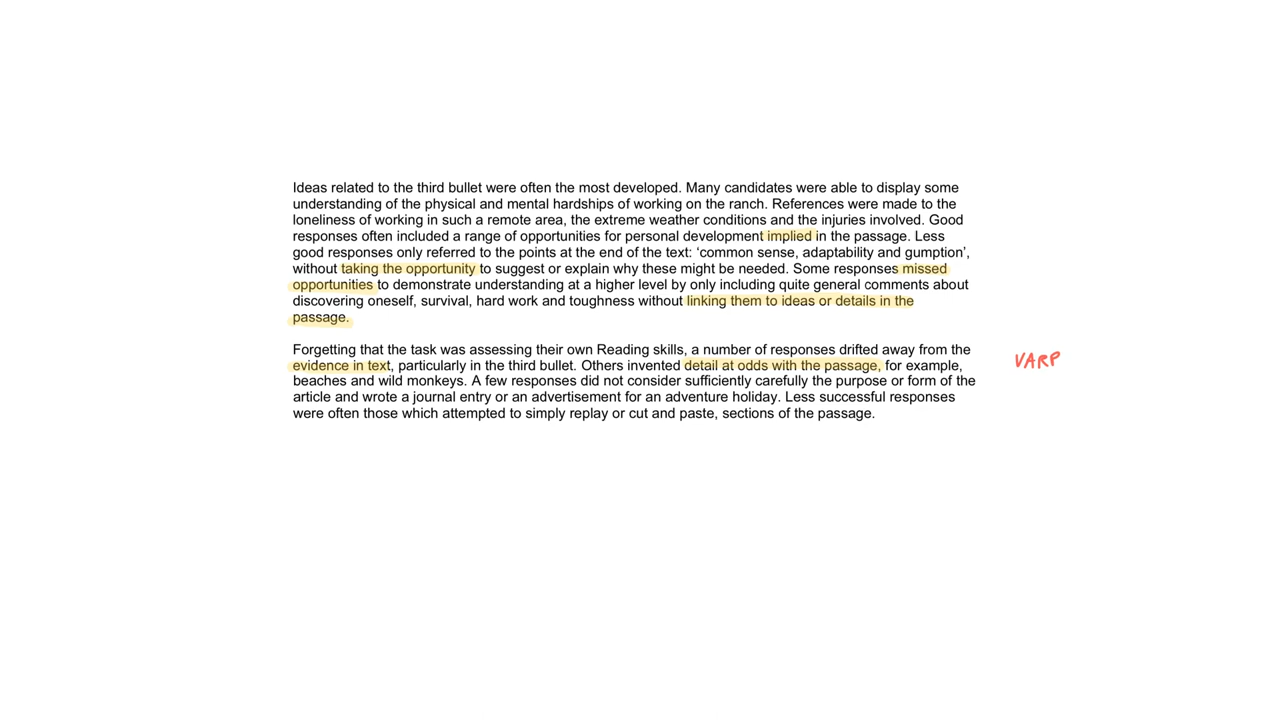 Ideas related to the third bullet were often the most developed. Many candidates were able to display some
understanding of the physical and mental hardships of working on the ranch. References were made to the
loneliness of working in such a remote area, the extreme weather conditions and the injuries involved. Good
responses often included a range of opportunities for personal development implied in the passage. Less
good responses only referred to the points at the end of the text: ‘common sense, adaptability and gumption’,
without taking the opportunity to suggest or explain why these might be needed. Some responses missed
opportunities to demonstrate understanding at a higher level by only including quite general comments about
discovering oneself, survival, hard work and toughness without linking them to ideas or details in the
passage.
Forgetting that the task was assessing their own Reading skills, a number of responses drifted away from the
evidence in text, particularly in the third bullet. Others invented detail at odds with the passage, for example,
beaches and wild monkeys. A few responses did not consider sufficiently carefully the purpose or form of the
article and wrote a journal entry or an advertisement for an adventure holiday. Less successful responses
were often those which attempted to simply replay or cut and paste, sections of the passage.
VARP